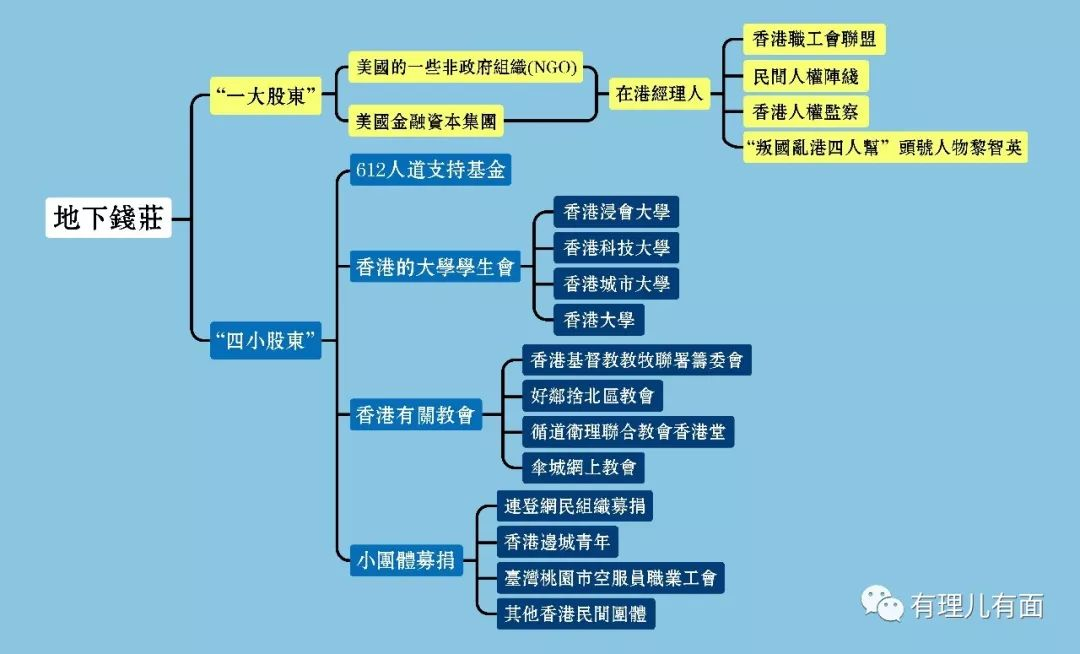 地下錢莊
“一大股東”
美國的一些非政府組織(NGO)
美國金融資本集團
在港經理人
香港職工會聯盟
民間人權陣綫
香港人權監察
“叛國亂港四人幫”頭號人物黎智英
“四小股東”
612人道支持基金
香港的大學學生會
香港浸會大學
香港科技大學
香港城市大學
香港大學
香港有關教會
香港基督教教牧聯署籌委會
好鄰捨北區教會
循道衛理聯合教會香港堂
傘城網上教會
小團體募捐
連登網民組織募捐
香港邊城青年
臺灣桃園市空服員職業工會
其他香港民間團體
有理儿有面